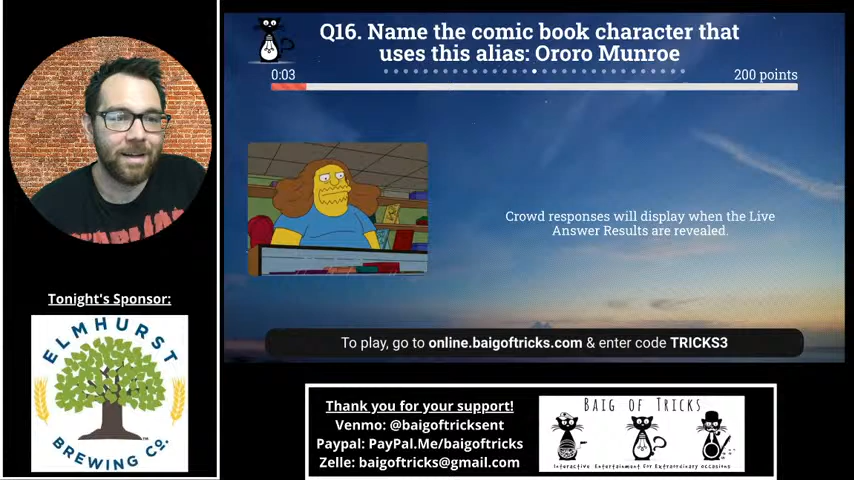 Q16. Name the comic book character that
uses this alias: Ororo Munroe
0:03
200 points
Crowd responses will display when the Live
Answer Results are revealed.
To play, go to online.baigoftricks.com & enter code TRICKS3
Tonight's Sponsor:
ELMHURST
BREWING CO.
Thank you for your support!
Venmo: @baigoftricksent
Paypal: PayPal.Me/baigoftricks
Zelle: baigoftricks@gmail.com
BAIG OF TRICKS
Interactive Entertainment for Extraordinary Occasions